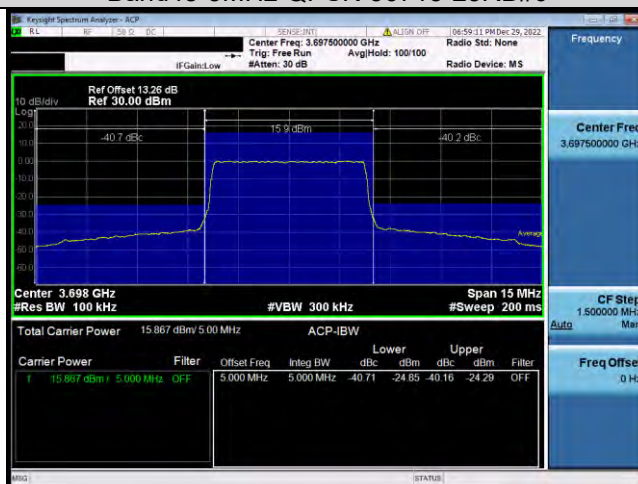 Keysight Spectrum Analyzer - ACP
RL RF 50 Ω DC SENSE:INT ALIGN OFF 06:59:11 PM Dec 29, 2022
Center Freq: 3.697500000 GHz Radio Std: None
Trig: Free Run Avg|Hold: 100/100
IFGain:Low #Atten: 30 dB Radio Device: MS
Frequency
Ref Offset 13.26 dB
10 dB/div Ref 30.00 dBm
Log
20.0
10.0
0.00
-10.0
-20.0
-30.0
-40.0
-50.0
-60.0
-40.7 dBc 15.9 dBm -40.2 dBc
Average
Center 3.698 GHz Span 15 MHz
#Res BW 100 kHz #VBW 300 kHz #Sweep 200 ms
Total Carrier Power 15.867 dBm/ 5.00 MHz ACP-IBW
Lower Upper
Carrier Power Filter Offset Freq Integ BW dBc dBm dBc dBm Filter
1 15.867 dBm / 5.000 MHz OFF 5.000 MHz 5.000 MHz -40.71 -24.85 -40.16 -24.29 OFF
Center Freq
3.697500000 GHz
CF Step
1.500000 MHz
Auto Man
Freq Offset
0 Hz
MSG STATUS